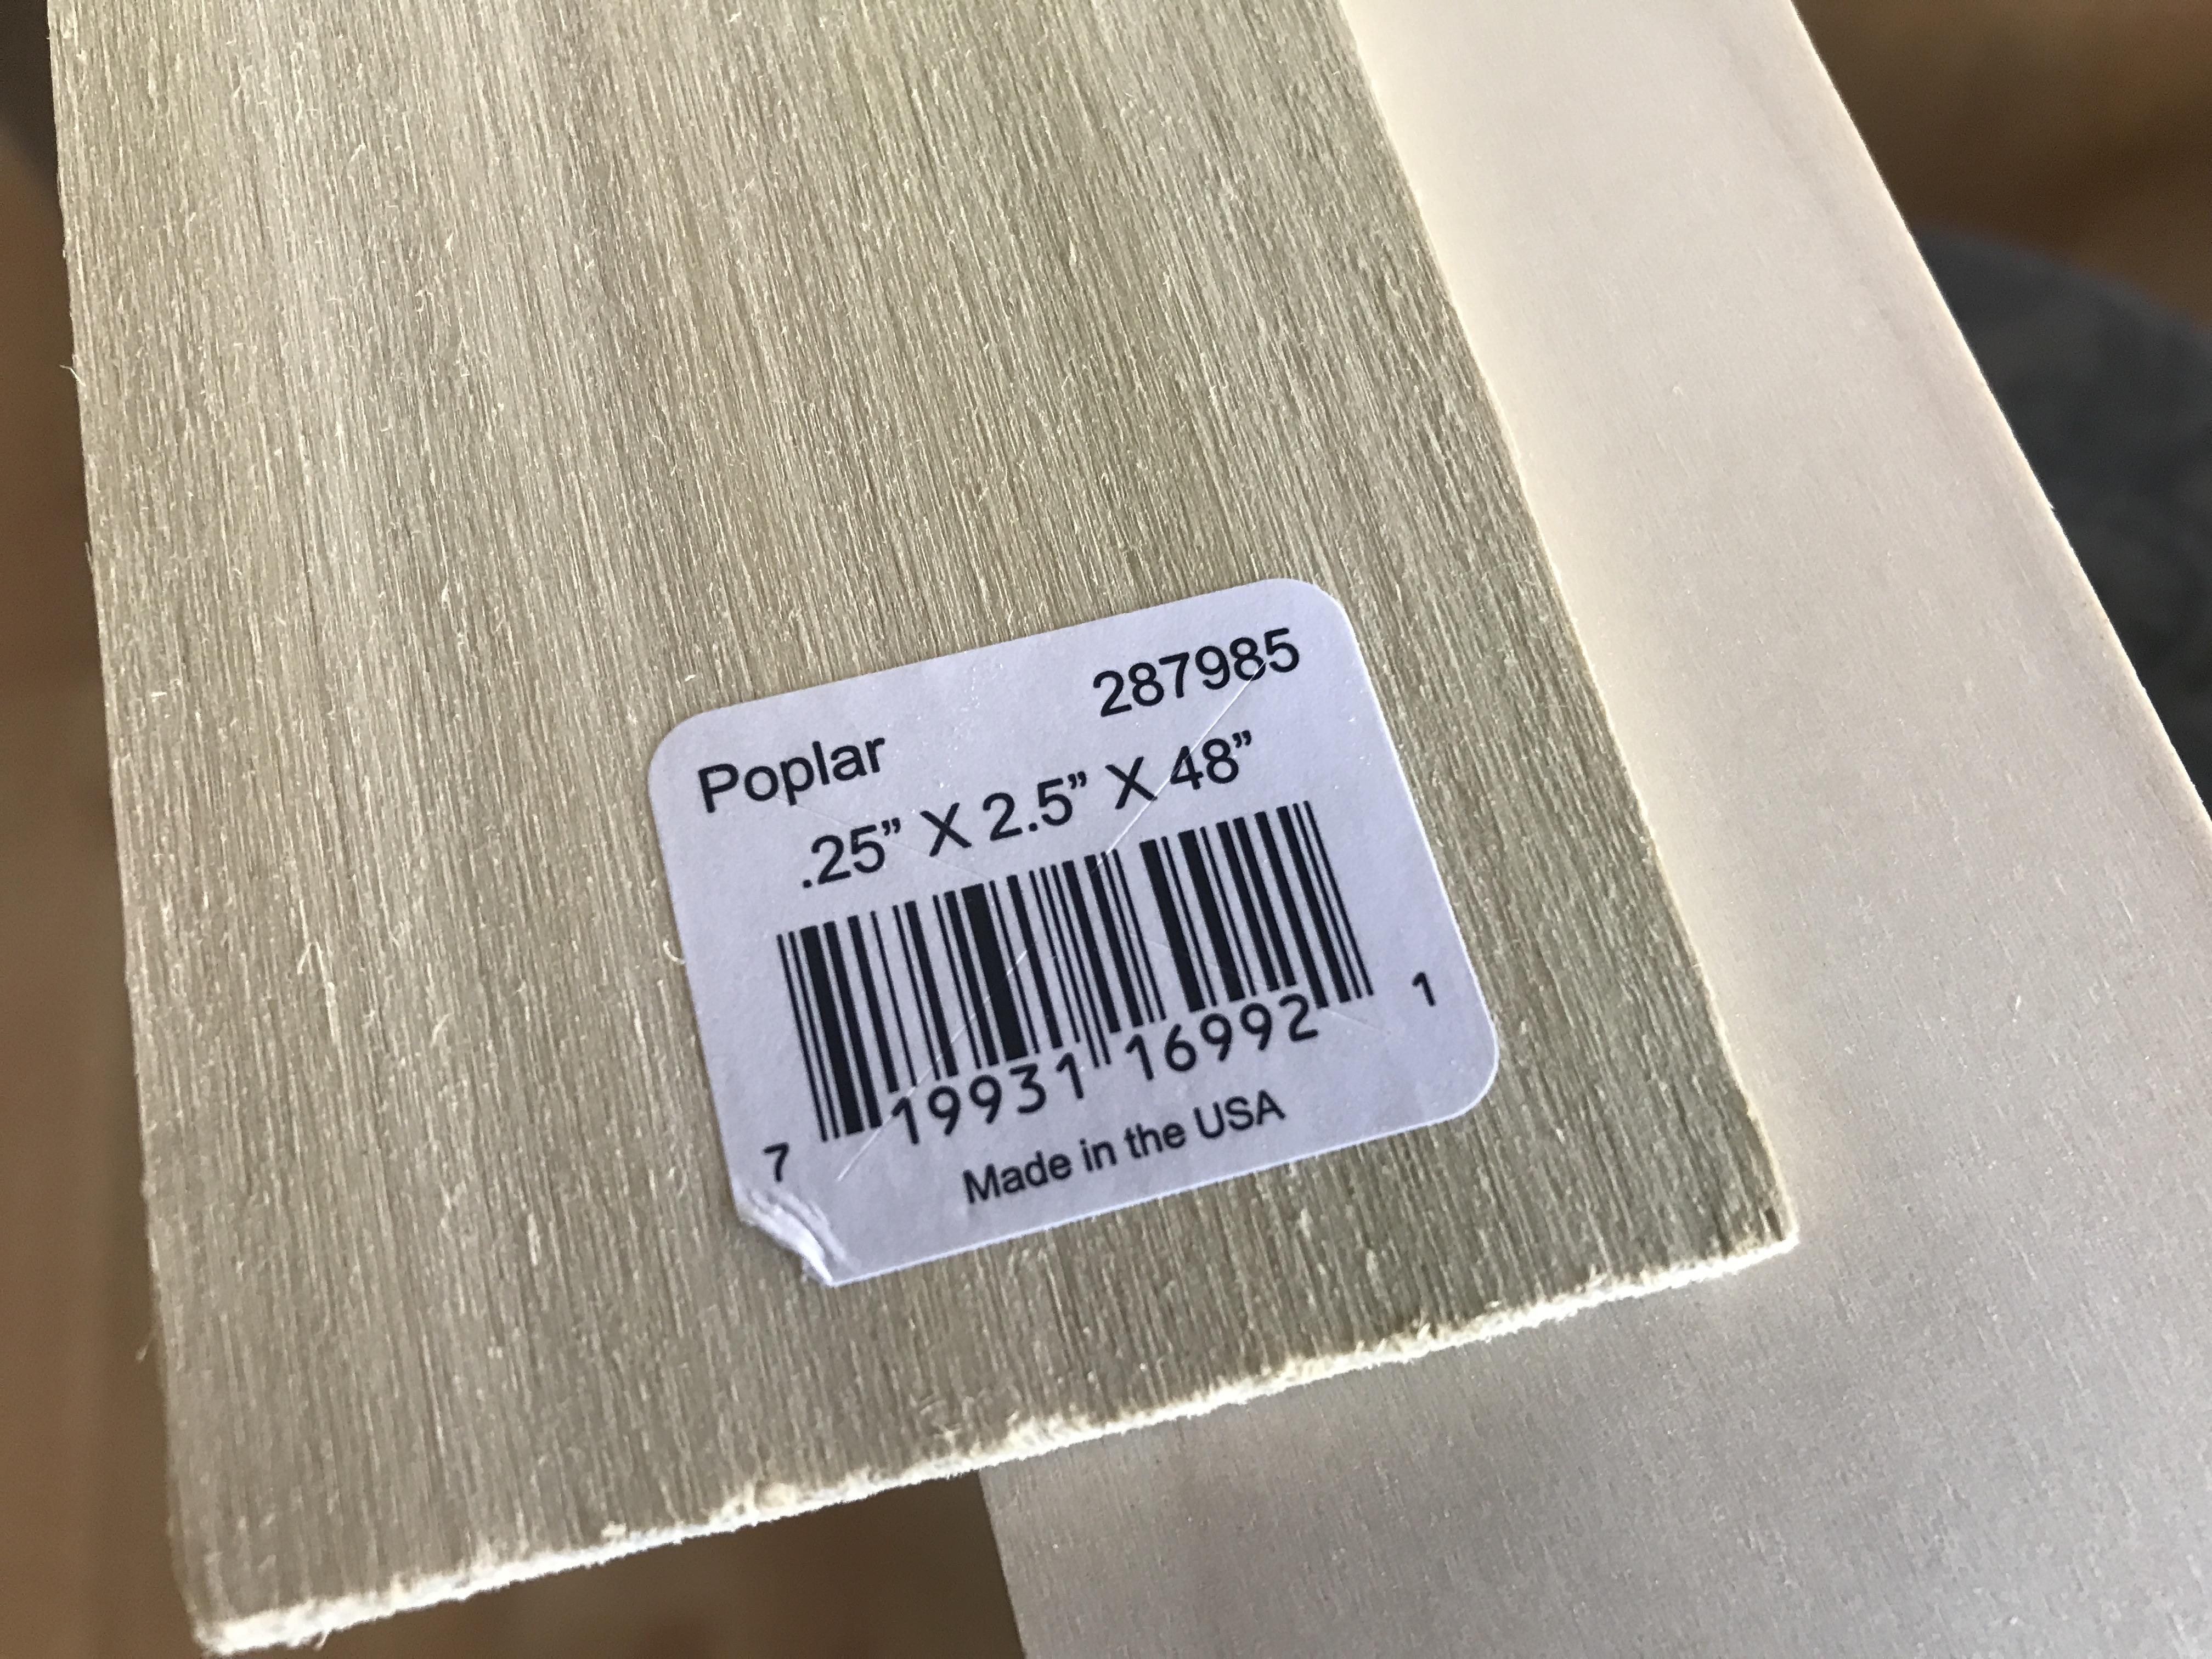 287985
Poplar
.25” X 2.5” X 48”
7 19931 16992 1
Made in the USA